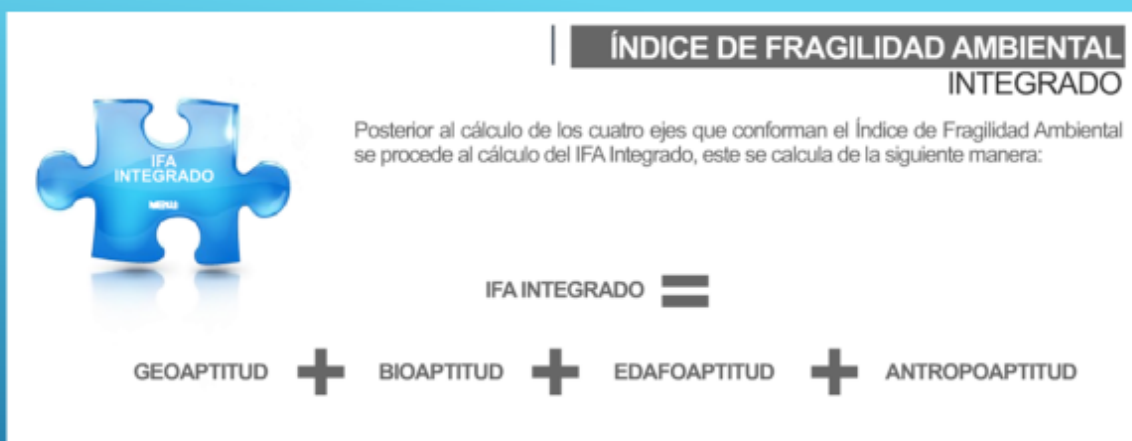 ÍNDICE DE FRAGILIDAD AMBIENTAL
INTEGRADO
Posterior al cálculo de los cuatro ejes que conforman el Índice de Fragilidad Ambiental
se procede al cálculo del IFA Integrado, este se calcula de la siguiente manera:
IFA
INTEGRADO
IFA INTEGRADO =
GEOAPTITUD + BIOAPTITUD + EDAFOAPTITUD + ANTROPOAPTITUD